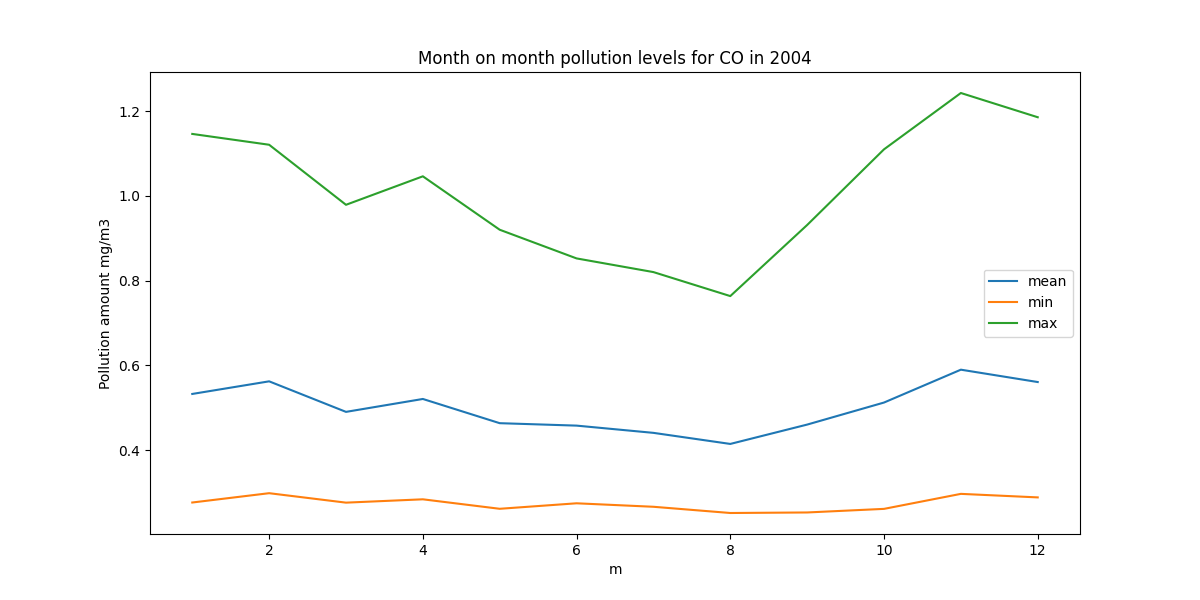 Month on month pollution levels for CO in 2004
1.2
1.0
0.8
0.6
0.4
Pollution amount mg/m3
mean
min
max
2 4 6 8 10 12
m